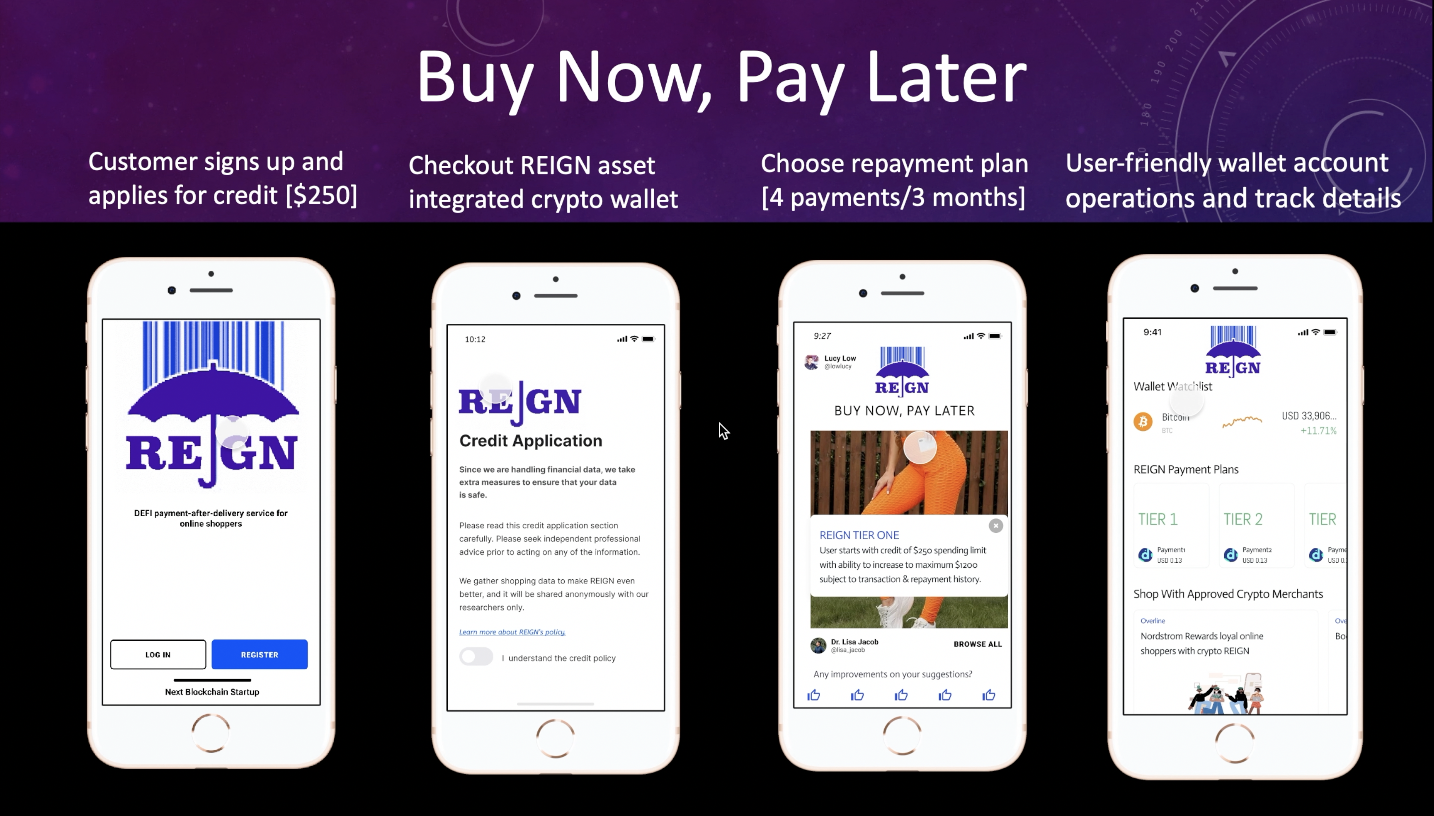 Buy Now, Pay Later
Customer signs up and
applies for credit [$250]
Checkout REIGN asset
integrated crypto wallet
Choose repayment plan
[4 payments/3 months]
User-friendly wallet account
operations and track details
REIGN
DEFI payment-after-delivery service for
online shoppers
LOG IN
REGISTER
Next Blockchain Startup
10:12
REIGN
Credit Application
Since we are handling financial data, we take
extra measures to ensure that your data
is safe.
Please read this credit application section
carefully. Please seek independent professional
advice prior to acting on any of the information.
We gather shopping data to make REIGN even
better, and it will be shared anonymously with our
researchers only.
Learn more about REIGN's policy.
I understand the credit policy
9:27
Lucy Low
@lowlucy
REIGN
BUY NOW, PAY LATER
REIGN TIER ONE
User starts with credit of $250 spending limit
with ability to increase to maximum $1200
subject to transaction & repayment history.
Dr. Lisa Jacob
@lisa_jacob
BROWSE ALL
Any improvements on your suggestions?
9:41
REIGN
Wallet Watchlist
Bitcoin
BTC
USD 33,906...
+11.71%
REIGN Payment Plans
TIER 1
Payment1
USD 0.13
TIER 2
Payment2
USD 0.13
TIER
Payme
USD 0.
Shop With Approved Crypto Merchants
Overline
Nordstrom Rewards loyal online
shoppers with crypto REIGN
Ove
Bo
180
190
200